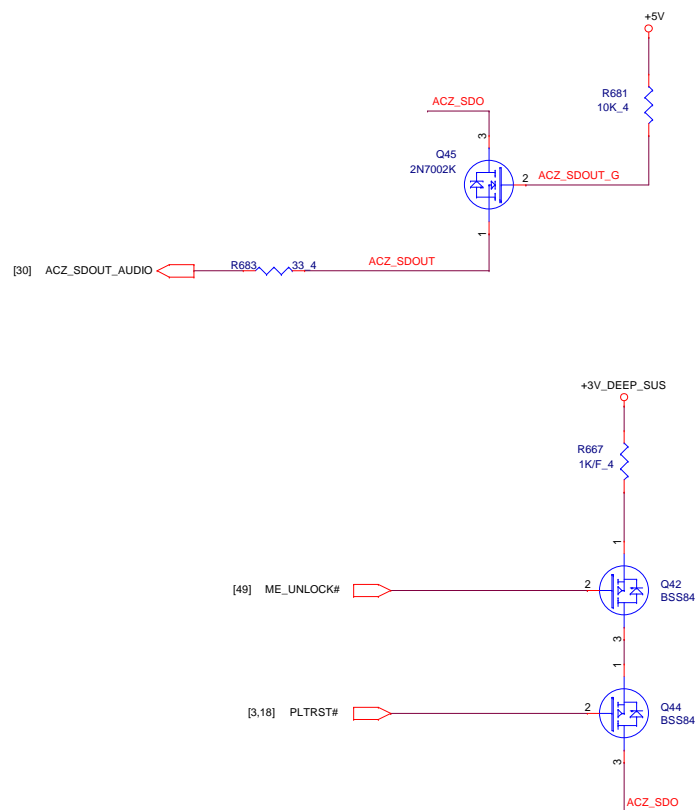 +5V
ACZ_SDO
R681
10K_4
3
Q45
2N7002K
2
ACZ_SDOUT_G
1
[30] ACZ_SDOUT_AUDIO
R683
33_4
ACZ_SDOUT
+3V_DEEP_SUS
R667
1K/F_4
1
[49] ME_UNLOCK#
2
Q42
BSS84
3
1
[3,18] PLTRST#
2
Q44
BSS84
3
ACZ_SDO